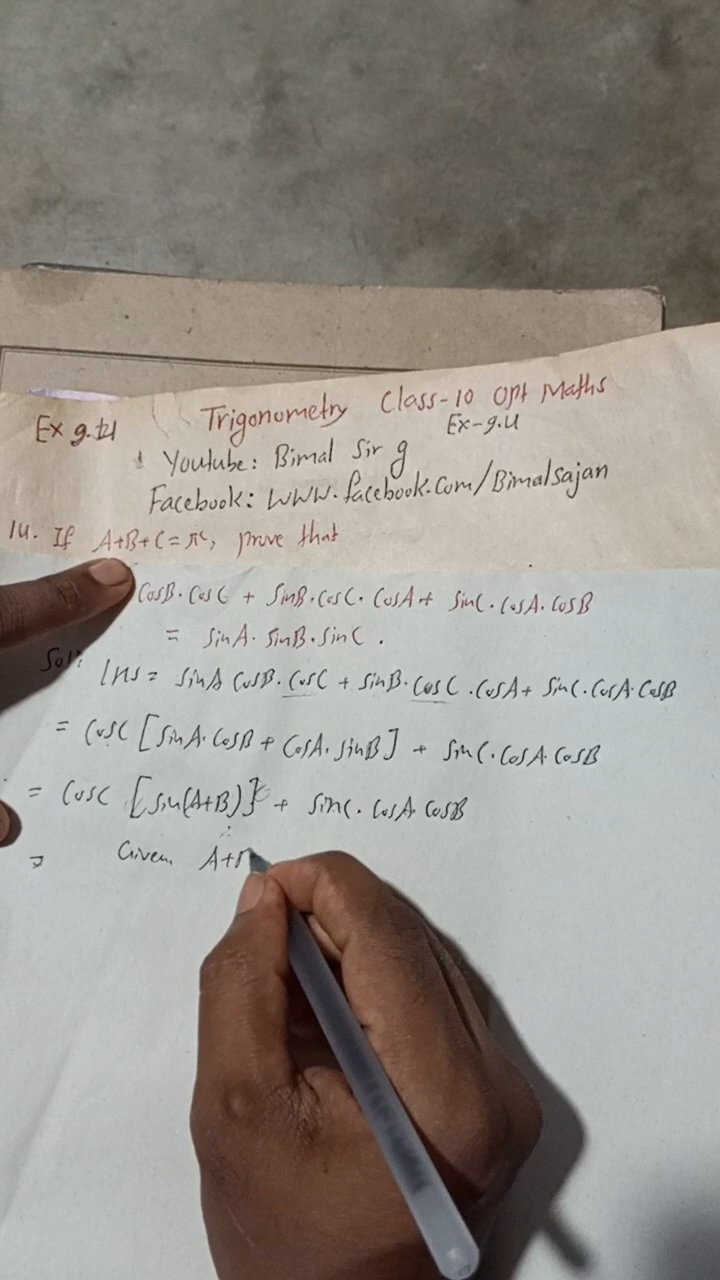 Ex 9.4
Trigonometry Class-10 Opt Maths
Ex-9.4
Youtube: Bimal Sir g
Facebook: WWW.facebook.Com/Bimalsajan
14. If A+B+C=πᶜ, prove that
CosB.CosC + SinB.CosC.CosA+ SinC.CosA.CosB
= SinA.SinB.SinC.
Solⁿ:
LHS = SinA CosB.CosC + SinB.CosC.CosA+ SinC.CosA.CosB
= CosC [SinA.CosB + CosA.SinB] + SinC.CosA.CosB
= CosC [Sin(A+B)] + SinC.CosA.CosB
Given, A+